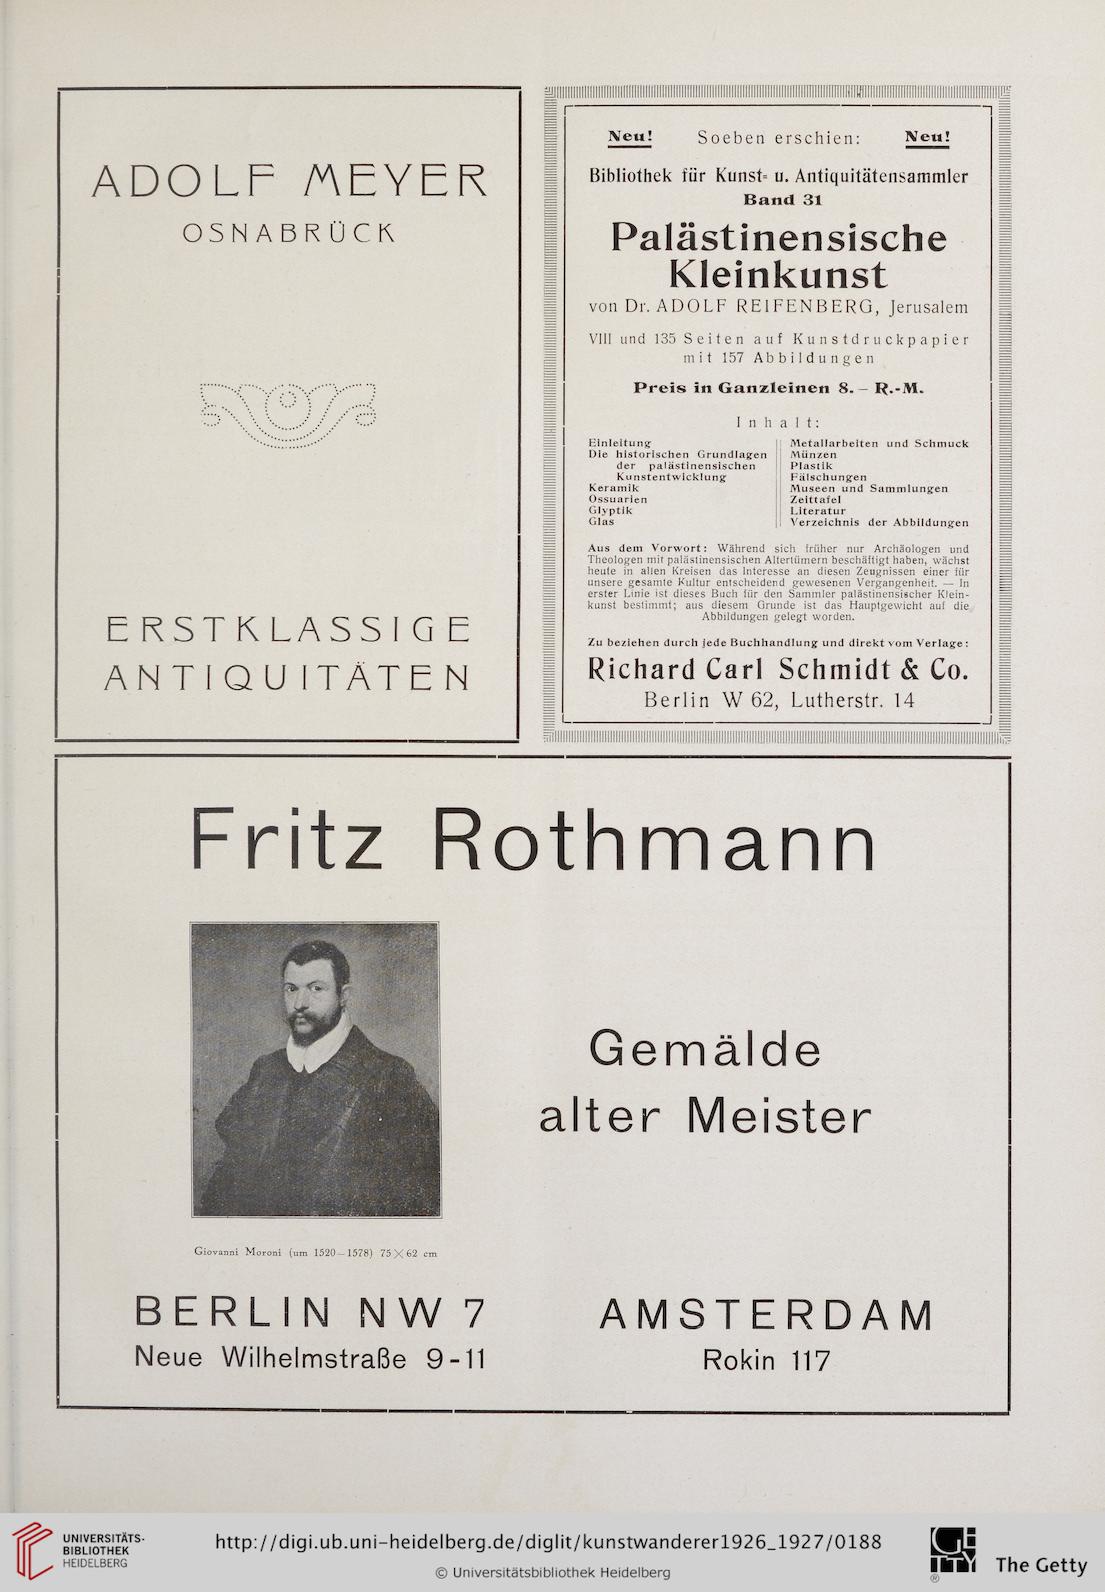 ADOLF MEYER
OSNABRÜCK
ERSTKLASSIGE
ANTIQUITÄTEN
Neu! Soeben erschien: Neu!
Bibliothek für Kunst= u. Antiquitätensammler
Band 31
Palästinensische
Kleinkunst
von Dr. ADOLF REIFENBERG, Jerusalem
VIII und 135 Seiten auf Kunstdruckpapier
mit 157 Abbildungen
Preis in Ganzleinen 8.– R.-M.
Inhalt:
Einleitung
Die historischen Grundlagen
der palästinensischen
Kunstentwicklung
Keramik
Ossuarien
Glyptik
Glas
Metallarbeiten und Schmuck
Münzen
Plastik
Fälschungen
Museen und Sammlungen
Zeittafel
Literatur
Verzeichnis der Abbildungen
Aus dem Vorwort: Während sich früher nur Archäologen und
Theologen mit palästinensischen Altertümern beschäftigt haben, wächst
heute in allen Kreisen das Interesse an diesen Zeugnissen einer für
unsere gesamte Kultur entscheidend gewesenen Vergangenheit. — In
erster Linie ist dieses Buch für den Sammler palästinensischer Klein-
kunst bestimmt; aus diesem Grunde ist das Hauptgewicht auf die
Abbildungen gelegt worden.
Zu beziehen durch jede Buchhandlung und direkt vom Verlage:
Richard Carl Schmidt & Co.
Berlin W 62, Lutherstr. 14
Fritz Rothmann
Gemälde
alter Meister
Giovanni Moroni (um 1520–1578) 75×62 cm
BERLIN NW 7
Neue Wilhelmstraße 9-11
AMSTERDAM
Rokin 117
UNIVERSITÄTS-
BIBLIOTHEK
HEIDELBERG
http://digi.ub.uni-heidelberg.de/diglit/kunstwanderer1926_1927/0188
© Universitätsbibliothek Heidelberg
GETTY
®
The Getty